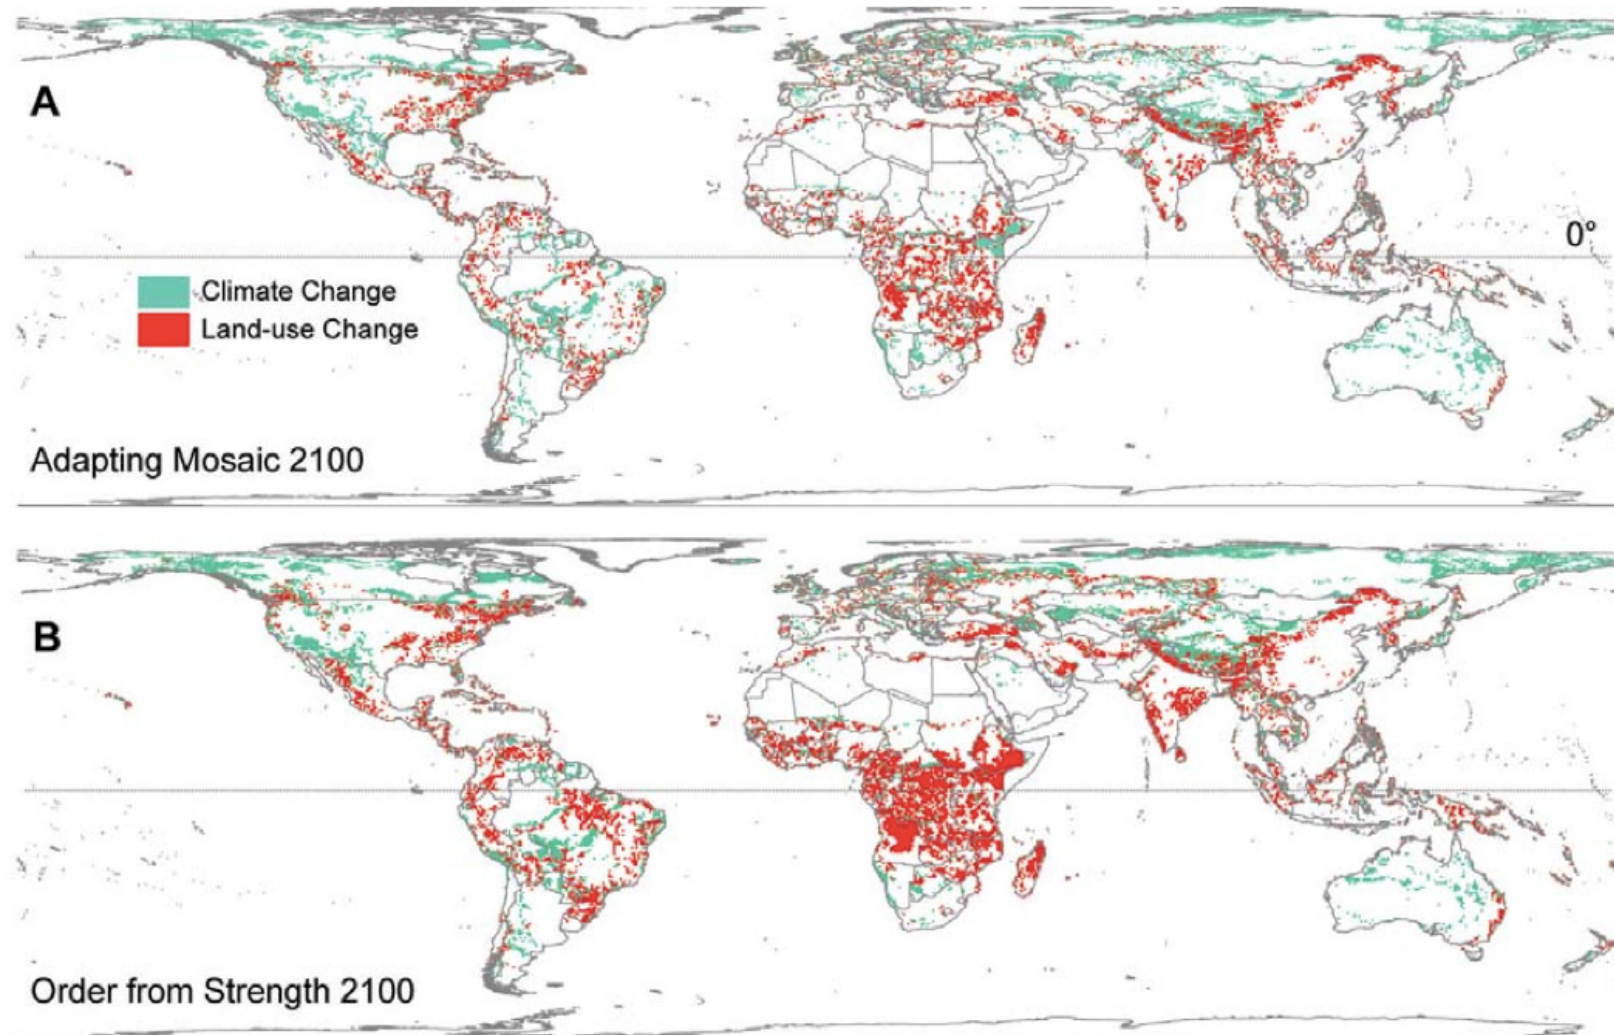 A
0°
Climate Change
Land-use Change
Adapting Mosaic 2100
B
Order from Strength 2100